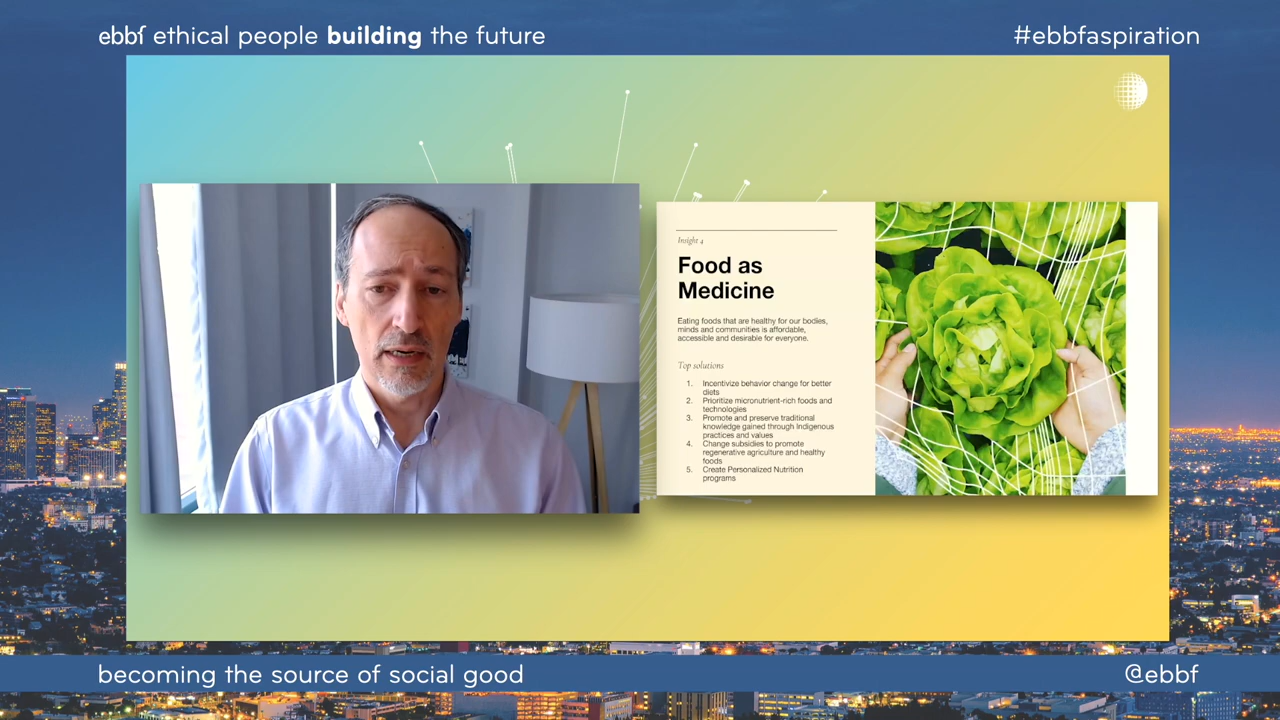 ebbf ethical people building the future
#ebbfaspiration
Insight 4
Food as
Medicine
Eating foods that are healthy for our bodies,
minds and communities is affordable,
accessible and desirable for everyone.
Top solutions
1. Incentivize behavior change for better
diets
2. Prioritize micronutrient-rich foods and
technologies
3. Promote and preserve traditional
knowledge gained through Indigenous
practices and values
4. Change subsidies to promote
regenerative agriculture and healthy
foods
5. Create Personalized Nutrition
programs
becoming the source of social good
@ebbf